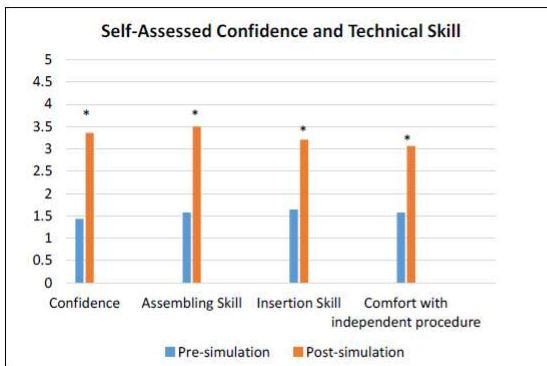 Self-Assessed Confidence and Technical Skill
5
4.5
4
3.5
3
2.5
2
1.5
1
0.5
0
* * * *
Confidence Assembling Skill Insertion Skill Comfort with
independent procedure
Pre-simulation Post-simulation